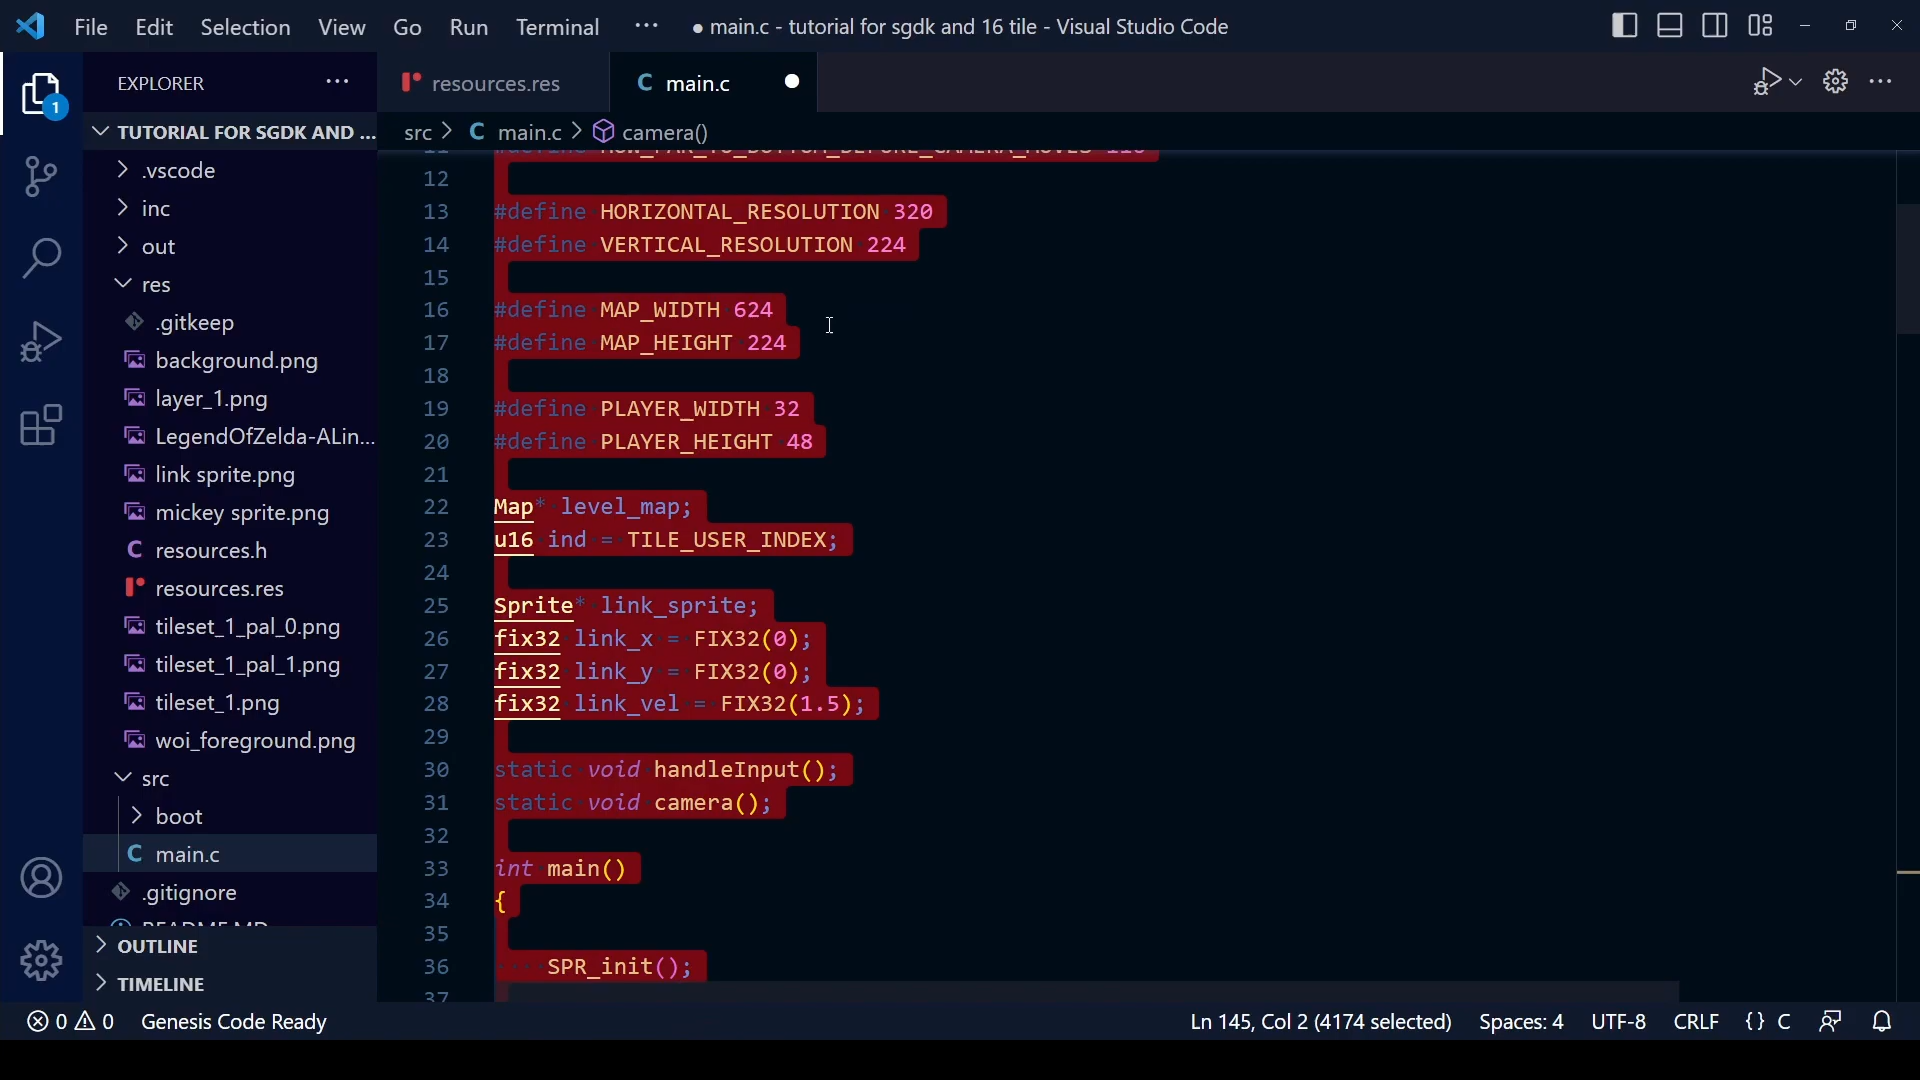 File Edit Selection View Go Run Terminal ··· ● main.c - tutorial for sgdk and 16 tile - Visual Studio Code
EXPLORER ···
resources.res
C main.c
1
TUTORIAL FOR SGDK AND ...
src > C main.c > camera()
.vscode
inc
out
res
.gitkeep
background.png
layer_1.png
LegendOfZelda-ALin...
link sprite.png
mickey sprite.png
C resources.h
resources.res
tileset_1_pal_0.png
tileset_1_pal_1.png
tileset_1.png
woi_foreground.png
src
boot
C main.c
.gitignore
OUTLINE
TIMELINE
12
13 #define HORIZONTAL_RESOLUTION 320
14 #define VERTICAL_RESOLUTION 224
15
16 #define MAP_WIDTH 624
17 #define MAP_HEIGHT 224
18
19 #define PLAYER_WIDTH 32
20 #define PLAYER_HEIGHT 48
21
22 Map* level_map;
23 u16 ind = TILE_USER_INDEX;
24
25 Sprite* link_sprite;
26 fix32 link_x = FIX32(0);
27 fix32 link_y = FIX32(0);
28 fix32 link_vel = FIX32(1.5);
29
30 static void handleInput();
31 static void camera();
32
33 int main()
34 {
35
36 SPR_init();
37
0 0 Genesis Code Ready
Ln 145, Col 2 (4174 selected) Spaces: 4 UTF-8 CRLF {} C